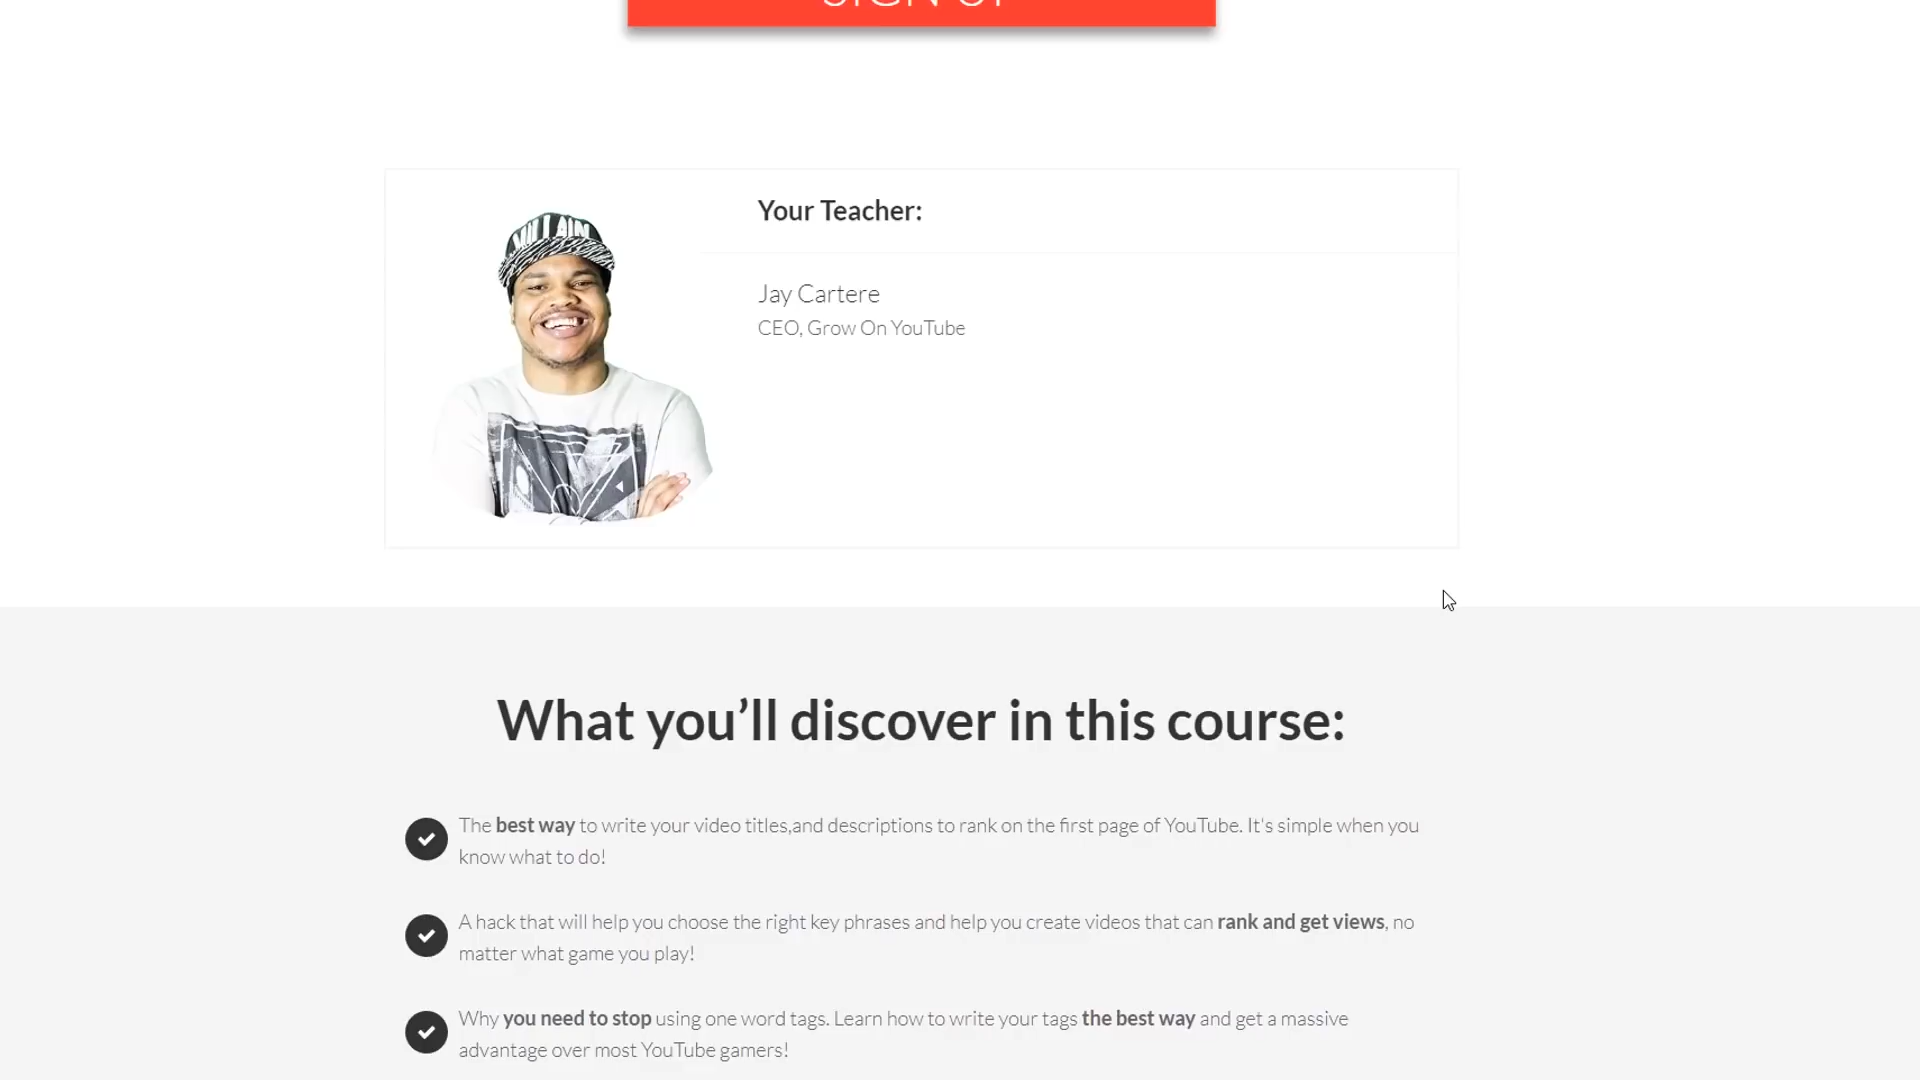 SIGN UP
Your Teacher:
Jay Cartere
CEO, Grow On YouTube
What you’ll discover in this course:
The best way to write your video titles,and descriptions to rank on the first page of YouTube. It's simple when you
know what to do!
A hack that will help you choose the right key phrases and help you create videos that can rank and get views, no
matter what game you play!
Why you need to stop using one word tags. Learn how to write your tags the best way and get a massive
advantage over most YouTube gamers!